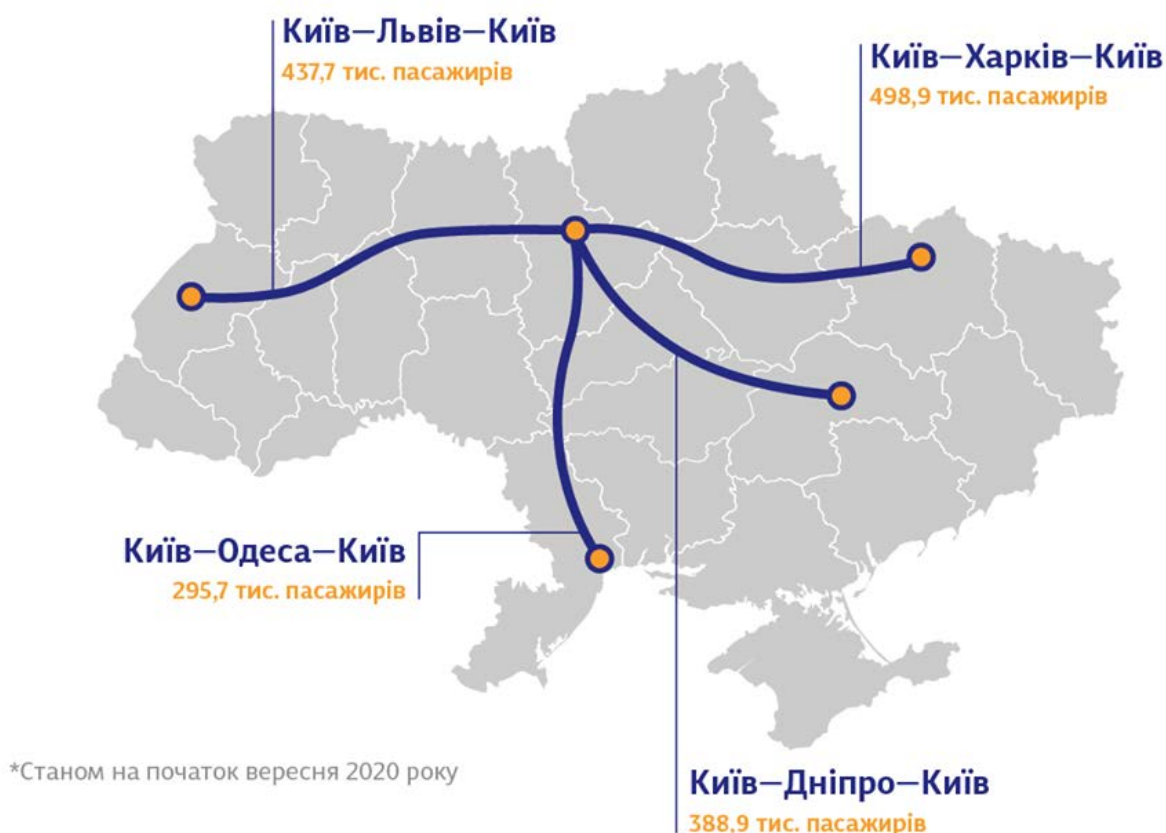 Київ—Львів—Київ
437,7 тис. пасажирів
Київ—Харків—Київ
498,9 тис. пасажирів
Київ—Одеса—Київ
295,7 тис. пасажирів
*Станом на початок вересня 2020 року
Київ—Дніпро—Київ
388,9 тис. пасажирів